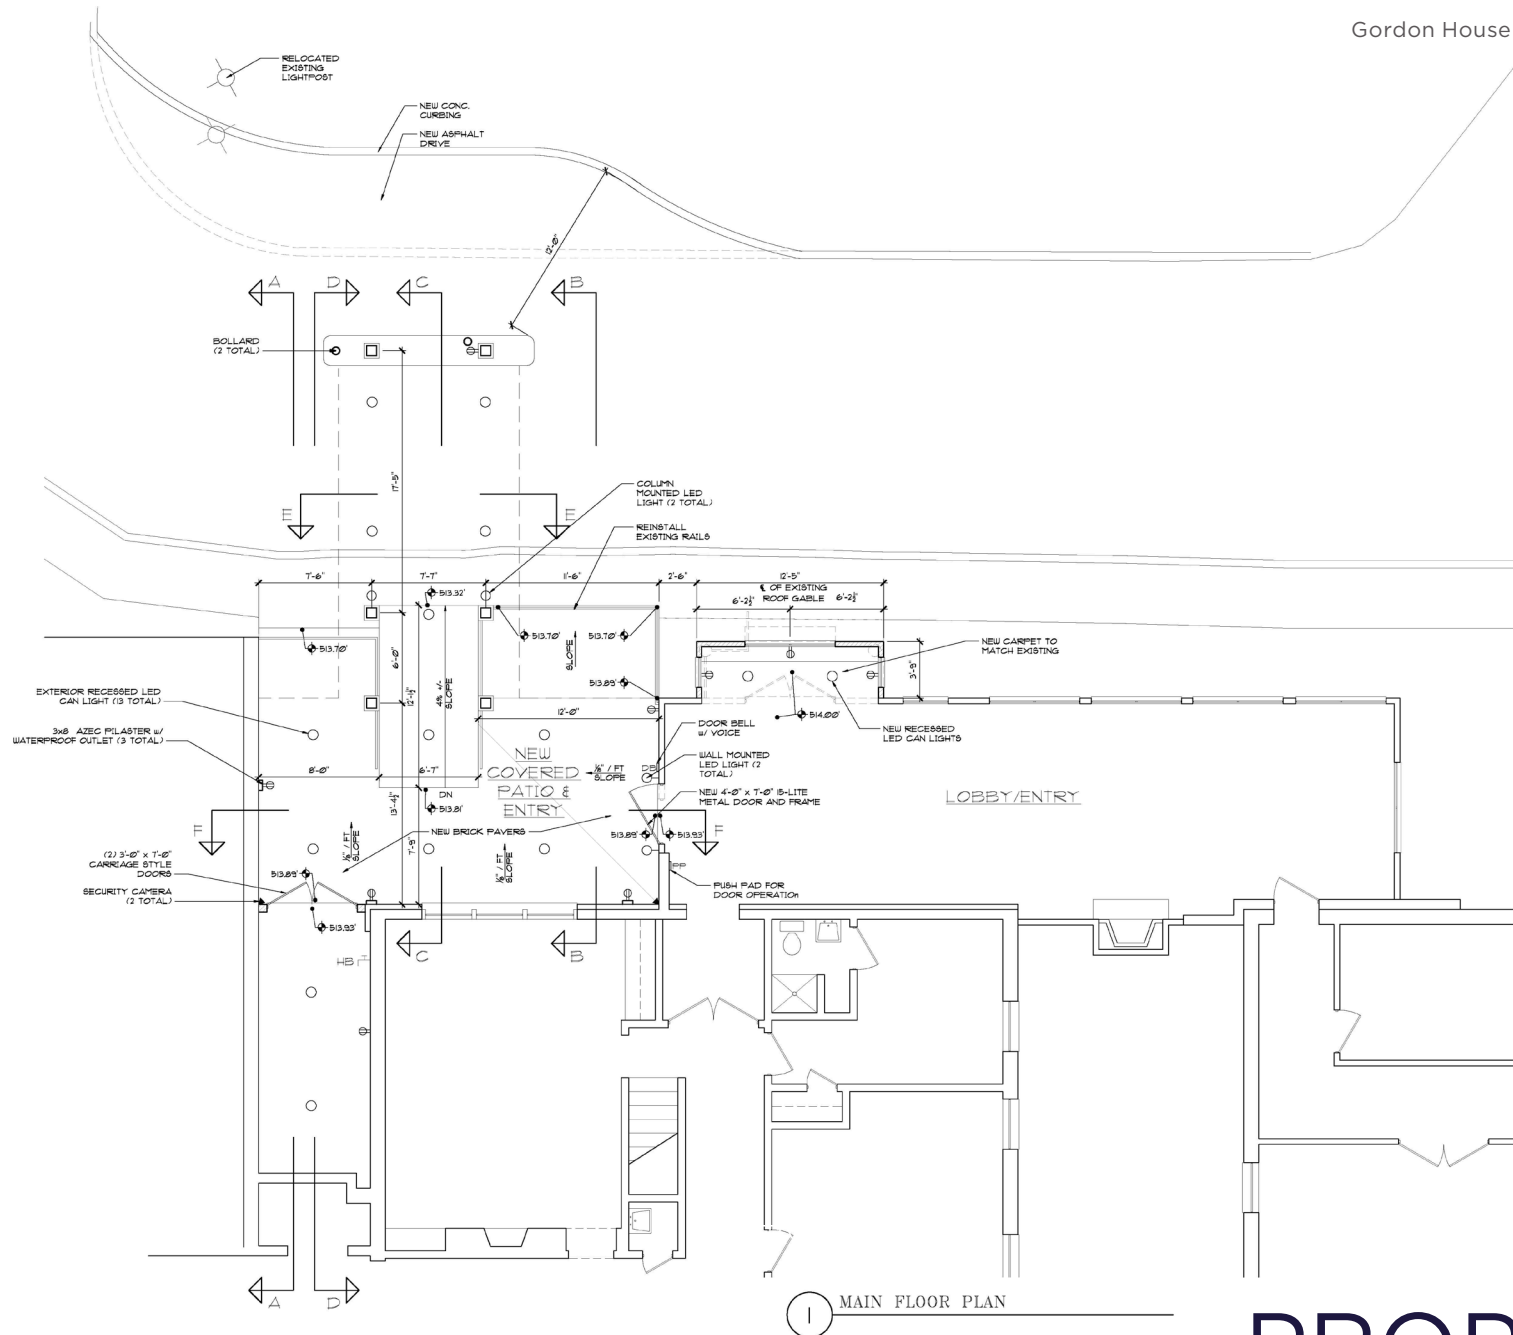 Gordon House
RELOCATED
EXISTING
LIGHTPOST
NEW CONC.
CURBING
NEW ASPHALT
DRIVE
12'-0"
A
D
C
B
BOLLARD
(2 TOTAL)
17'-5"
COLUMN
MOUNTED LED
LIGHT (2 TOTAL)
E
E
REINSTALL
EXISTING RAILS
7'-6"
7'-7"
11'-6"
2'-6"
12'-5"
℄ OF EXISTING
ROOF GABLE
6'-2½"
6'-2½"
513.32'
513.70'
513.70'
513.70'
SLOPE
6'-0"
12'-1½"
4% +/-
SLOPE
NEW CARPET TO
MATCH EXISTING
3'-9"
513.89'
EXTERIOR RECESSED LED
CAN LIGHT (13 TOTAL)
12'-0"
514.00'
3x8 AZEC PILASTER w/
WATERPROOF OUTLET (3 TOTAL)
DOOR BELL
w/ VOICE
NEW RECESSED
LED CAN LIGHTS
NEW
COVERED
PATIO &
ENTRY
⅛" / FT
SLOPE
DB
WALL MOUNTED
LED LIGHT (2
TOTAL)
8'-0"
6'-7"
DN
513.81'
13'-4½"
NEW 4'-0" x 7'-0" 15-LITE
METAL DOOR AND FRAME
LOBBY/ENTRY
F
F
NEW BRICK PAVERS
513.89'
513.93'
7'-9"
⅛" / FT
SLOPE
⅛" / FT
SLOPE
(2) 3'-0" x 7'-0"
CARRIAGE STYLE
DOORS
513.89'
PP
SECURITY CAMERA
(2 TOTAL)
PUSH PAD FOR
DOOR OPERATION
513.93'
HB
C
B
A
D
1
MAIN FLOOR PLAN